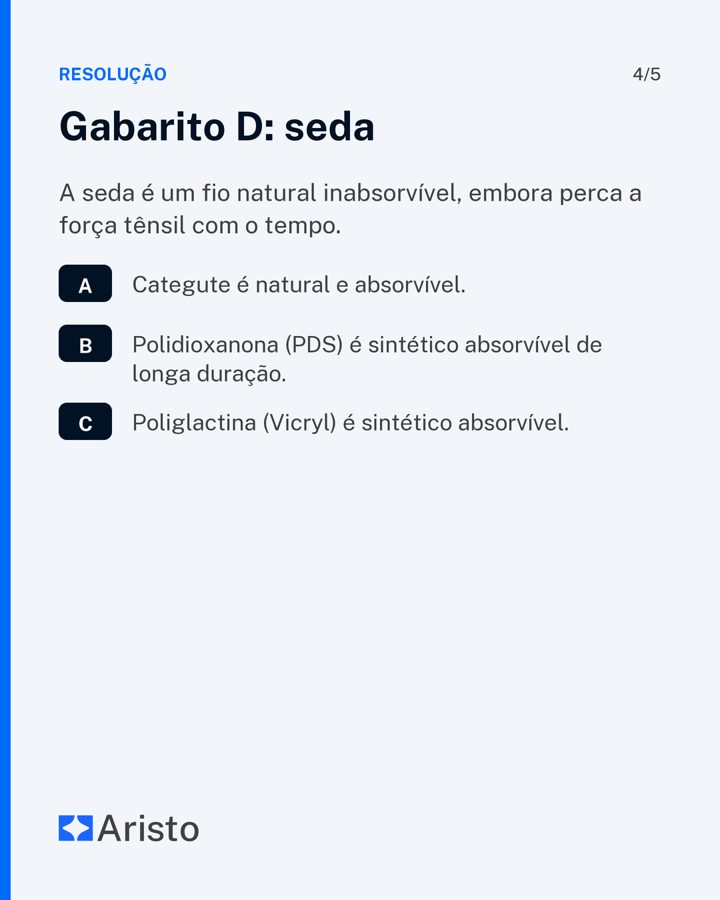 RESOLUÇÃO
4/5
Gabarito D: seda
A seda é um fio natural inabsorvível, embora perca a
força tênsil com o tempo.
A Categute é natural e absorvível.
B Polidioxanona (PDS) é sintético absorvível de
longa duração.
C Poliglactina (Vicryl) é sintético absorvível.
Aristo